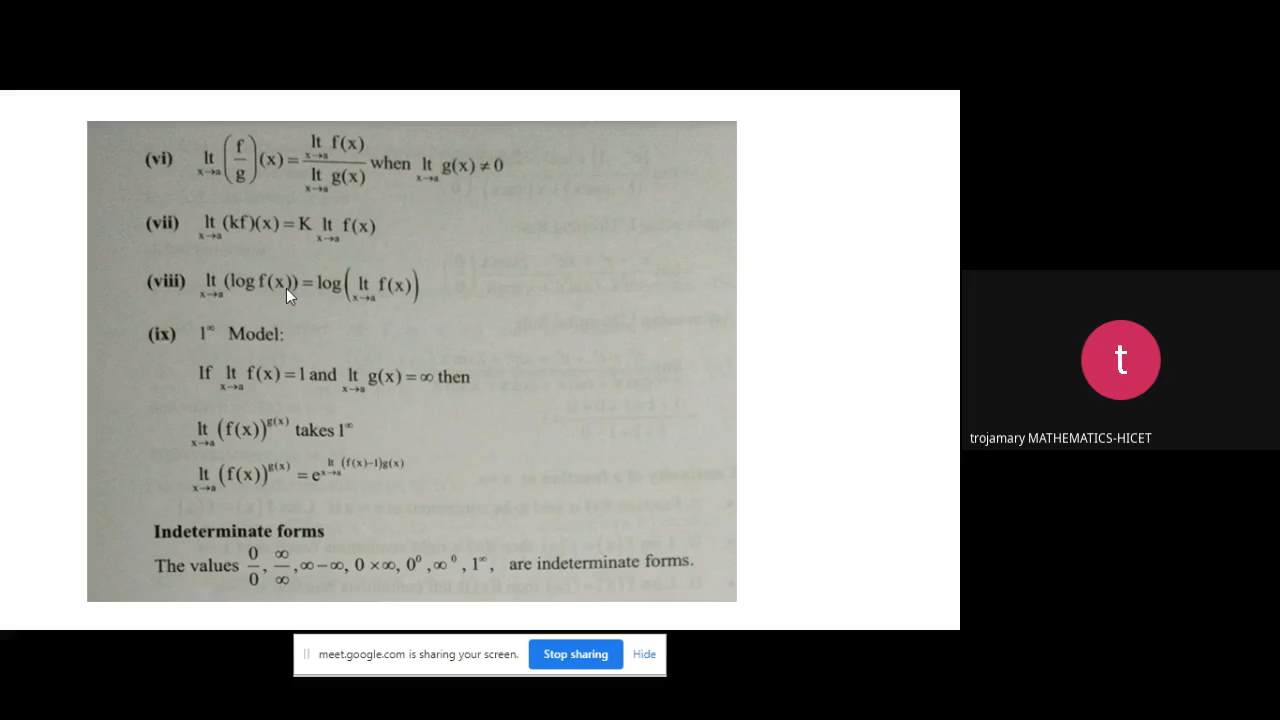 (vi) lt x→a (f/g)(x) = lt x→a f(x) / lt x→a g(x) when lt x→a g(x) ≠ 0
(vii) lt x→a (kf)(x) = K lt x→a f(x)
(viii) lt x→a (log f(x)) = log(lt x→a f(x))
(ix) 1^∞ Model:
If lt x→a f(x) = 1 and lt x→a g(x) = ∞ then
lt x→a (f(x))^g(x) takes 1^∞
lt x→a (f(x))^g(x) = e^lt x→a (f(x)−1)g(x)
Indeterminate forms
The values 0/0, ∞/∞, ∞−∞, 0×∞, 0^0, ∞^0, 1^∞, are indeterminate forms.
t
trojamary MATHEMATICS-HICET
meet.google.com is sharing your screen.
Stop sharing
Hide